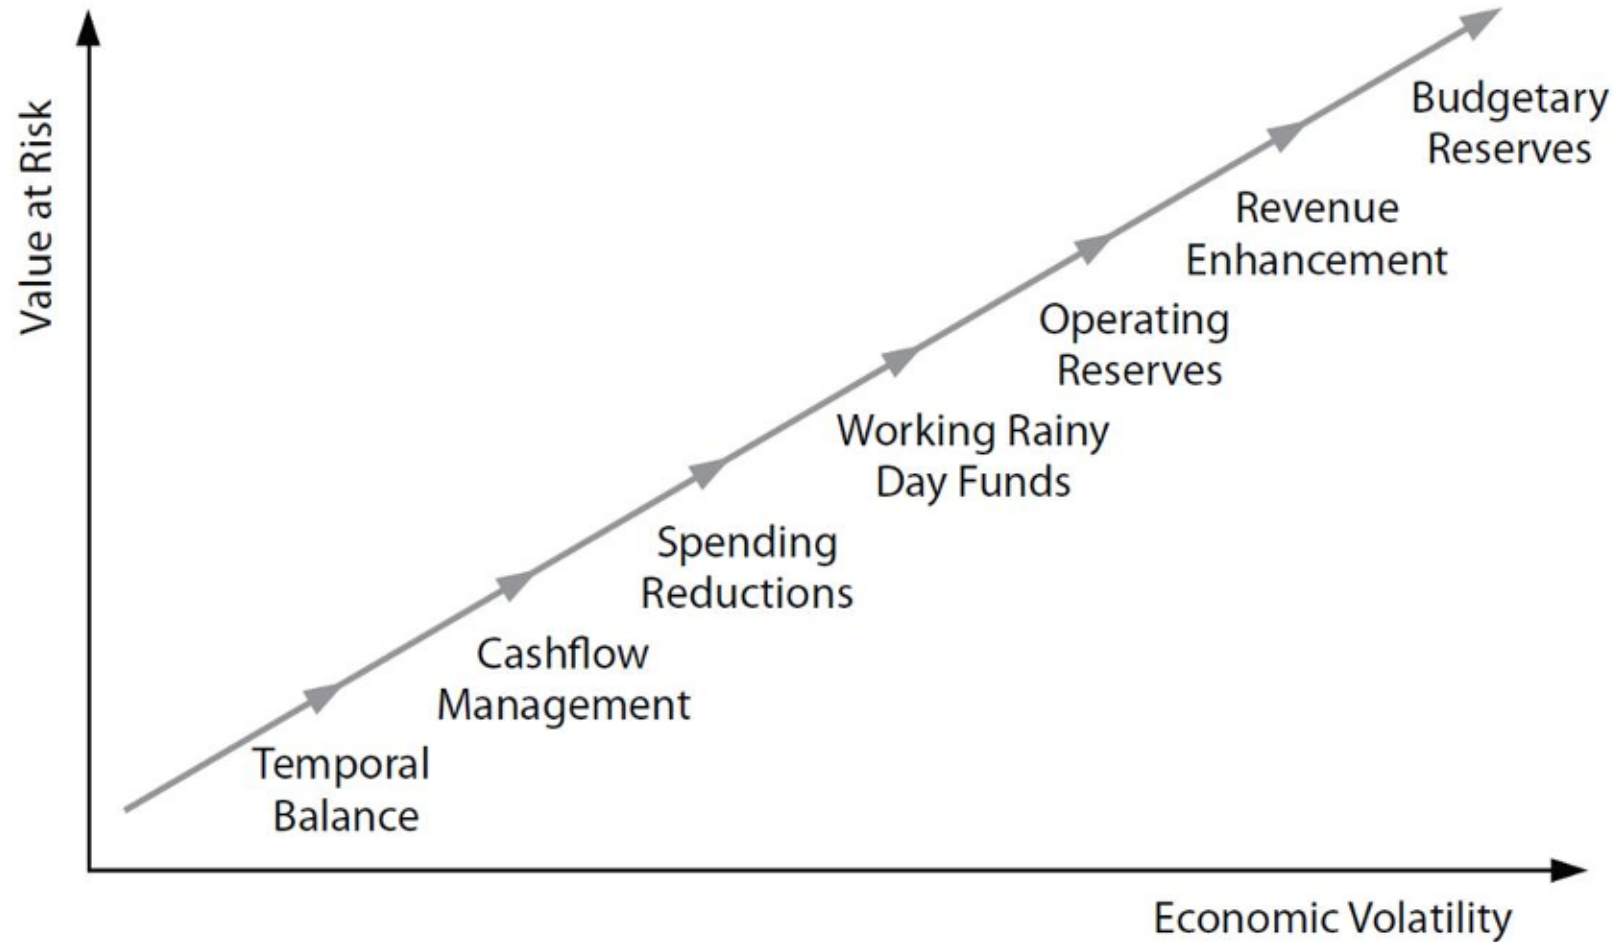 Value at Risk
Budgetary
Reserves
Revenue
Enhancement
Operating
Reserves
Working Rainy
Day Funds
Spending
Reductions
Cashflow
Management
Temporal
Balance
Economic Volatility